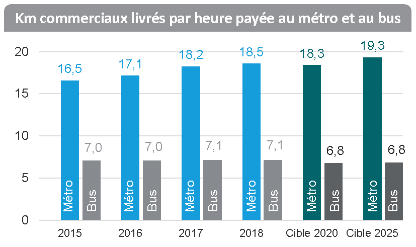 Km commerciaux livrés par heure payée au métro et au bus
20
15
10
5
0
16,5
7,0
17,1
7,0
18,2
7,1
18,5
7,1
18,3
6,8
19,3
6,8
Métro
Bus
Métro
Bus
Métro
Bus
Métro
Bus
Métro
Bus
Métro
Bus
2015
2016
2017
2018
Cible 2020
Cible 2025